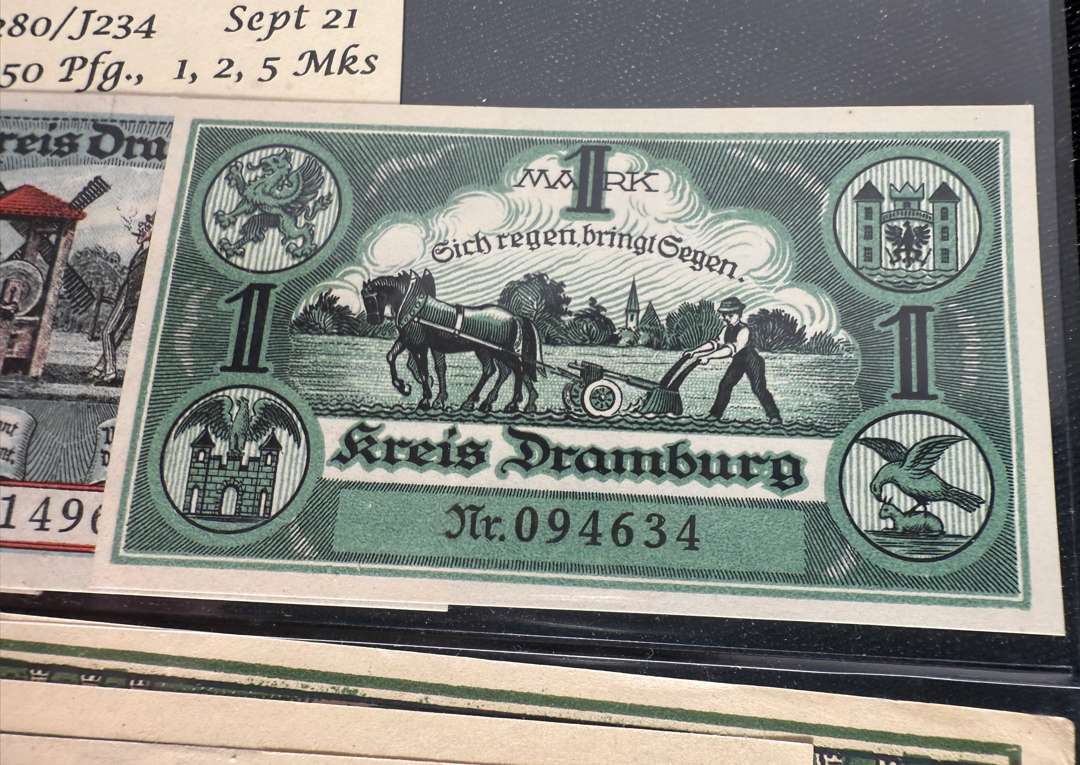 280/J234 Sept 21
50 Pfg., 1, 2, 5 Mks
reis Dra
1
MARK
Sich regen, bringt Segen.
1
1
Kreis Dramburg
Nr. 094634
1496